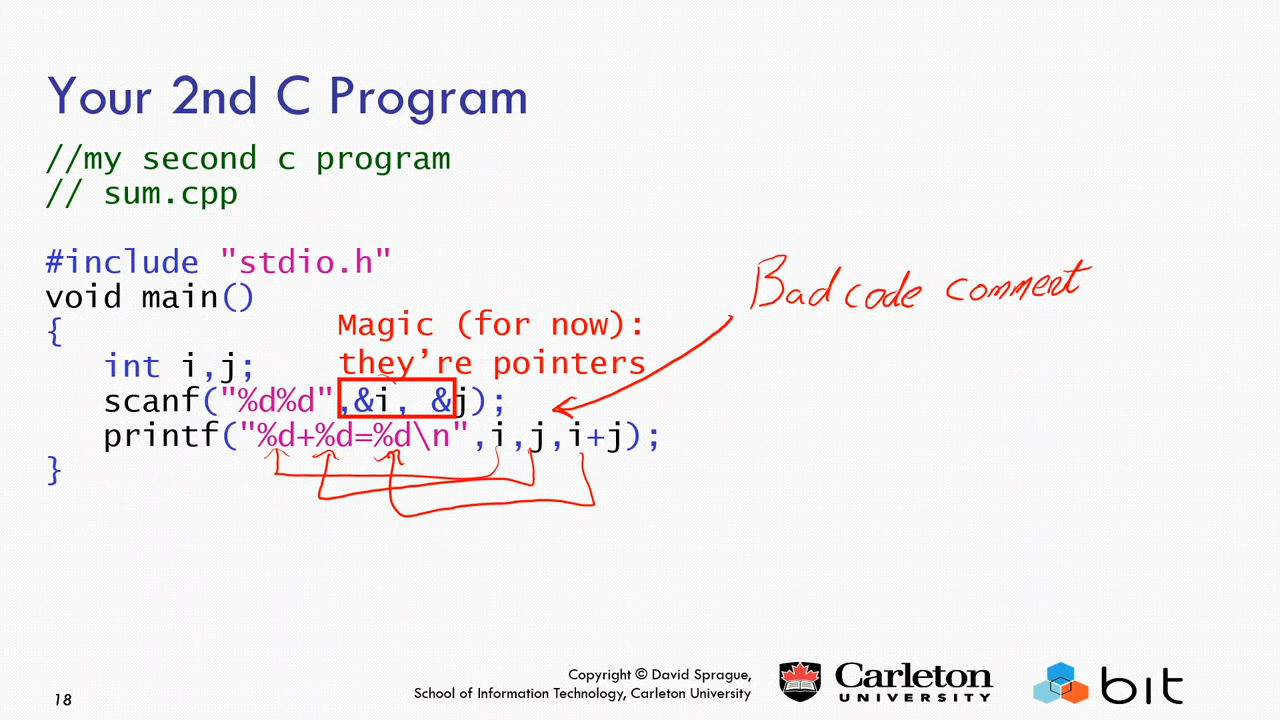 Your 2nd C Program
//my second c program
// sum.cpp
#include "stdio.h"
void main()
{
Bad code comment
Magic (for now):
they're pointers
int i,j;
scanf("%d%d",&i, &j);
printf("%d+%d=%d\n",i,j,i+j);
}
18
Copyright © David Sprague,
School of Information Technology, Carleton University
Carleton
UNIVERSITY
bit